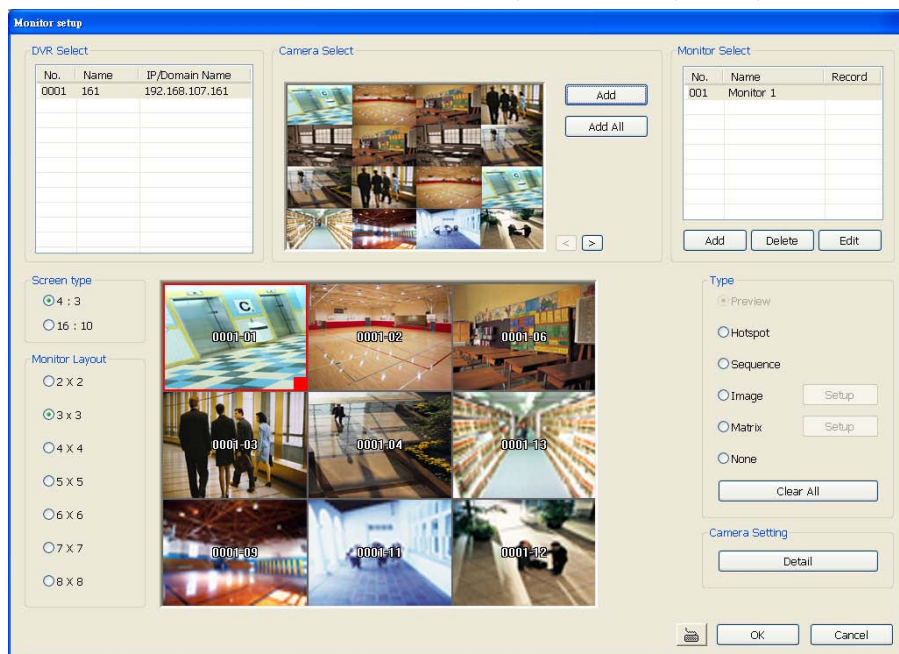 Monitor setup
DVR Select
No. Name IP/Domain Name
0001 161 192.168.107.161
Camera Select
C
Add
Add All
<
>
Monitor Select
No. Name Record
001 Monitor 1
Add Delete Edit
Screen type
4 : 3
16 : 10
Monitor Layout
2 X 2
3 x 3
4 X 4
5 X 5
6 X 6
7 X 7
8 X 8
C
0001-01 0001-02 0001-06
0001-03 0001-04 0001-13
0001-09 0001-11 0001-12
Type
Preview
Hotspot
Sequence
Image Setup
Matrix Setup
None
Clear All
Camera Setting
Detail
OK Cancel